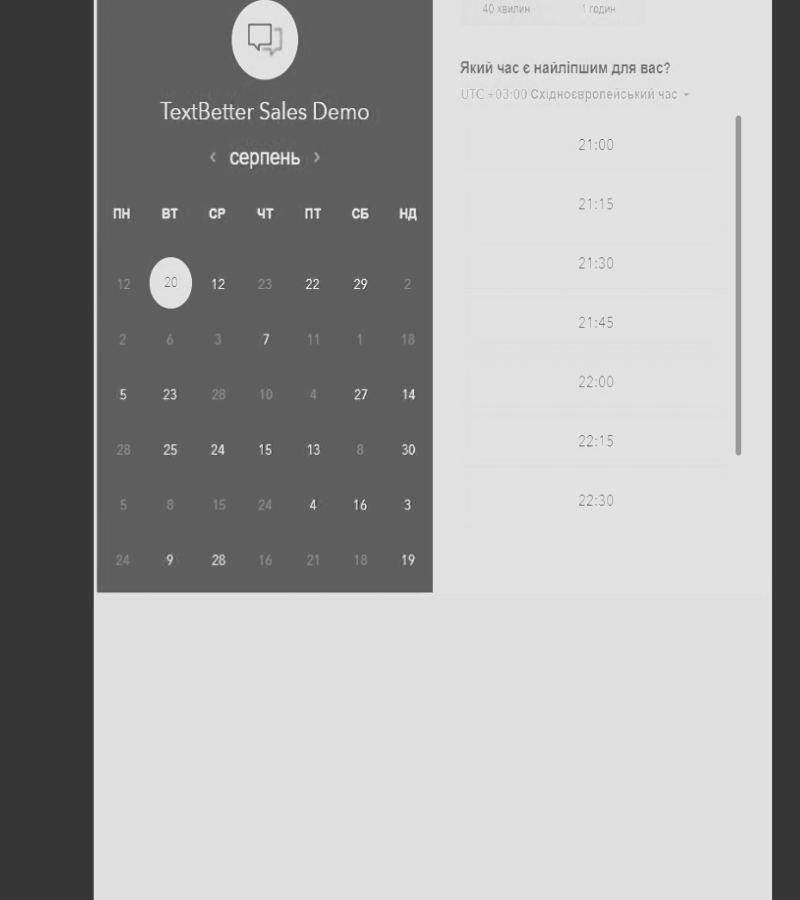 40 хвилин 1 годин
TextBetter Sales Demo
‹ серпень ›
ПН ВТ СР ЧТ ПТ СБ НД
12 20 12 23 22 29 2
2 6 3 7 11 1 18
5 23 28 10 4 27 14
28 25 24 15 13 8 30
5 8 15 24 4 16 3
24 9 28 16 21 18 19
Який час є найліпшим для вас?
UTC +03:00 Східноєвропейський час
21:00
21:15
21:30
21:45
22:00
22:15
22:30